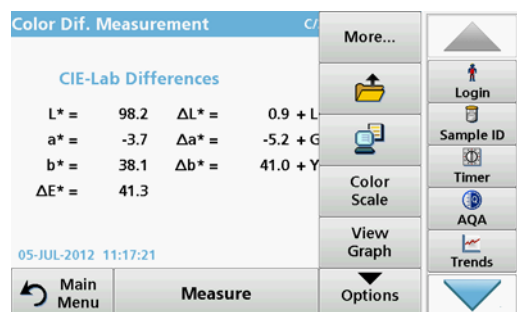 Color Dif. Measurement C/
CIE-Lab Differences
L* = 98.2 ΔL* = 0.9 + L
a* = -3.7 Δa* = -5.2 + G
b* = 38.1 Δb* = 41.0 + Y
ΔE* = 41.3
05-JUL-2012 11:17:21
Main
Menu
Measure
More...
Color
Scale
View
Graph
Options
Login
Sample ID
Timer
AQA
Trends